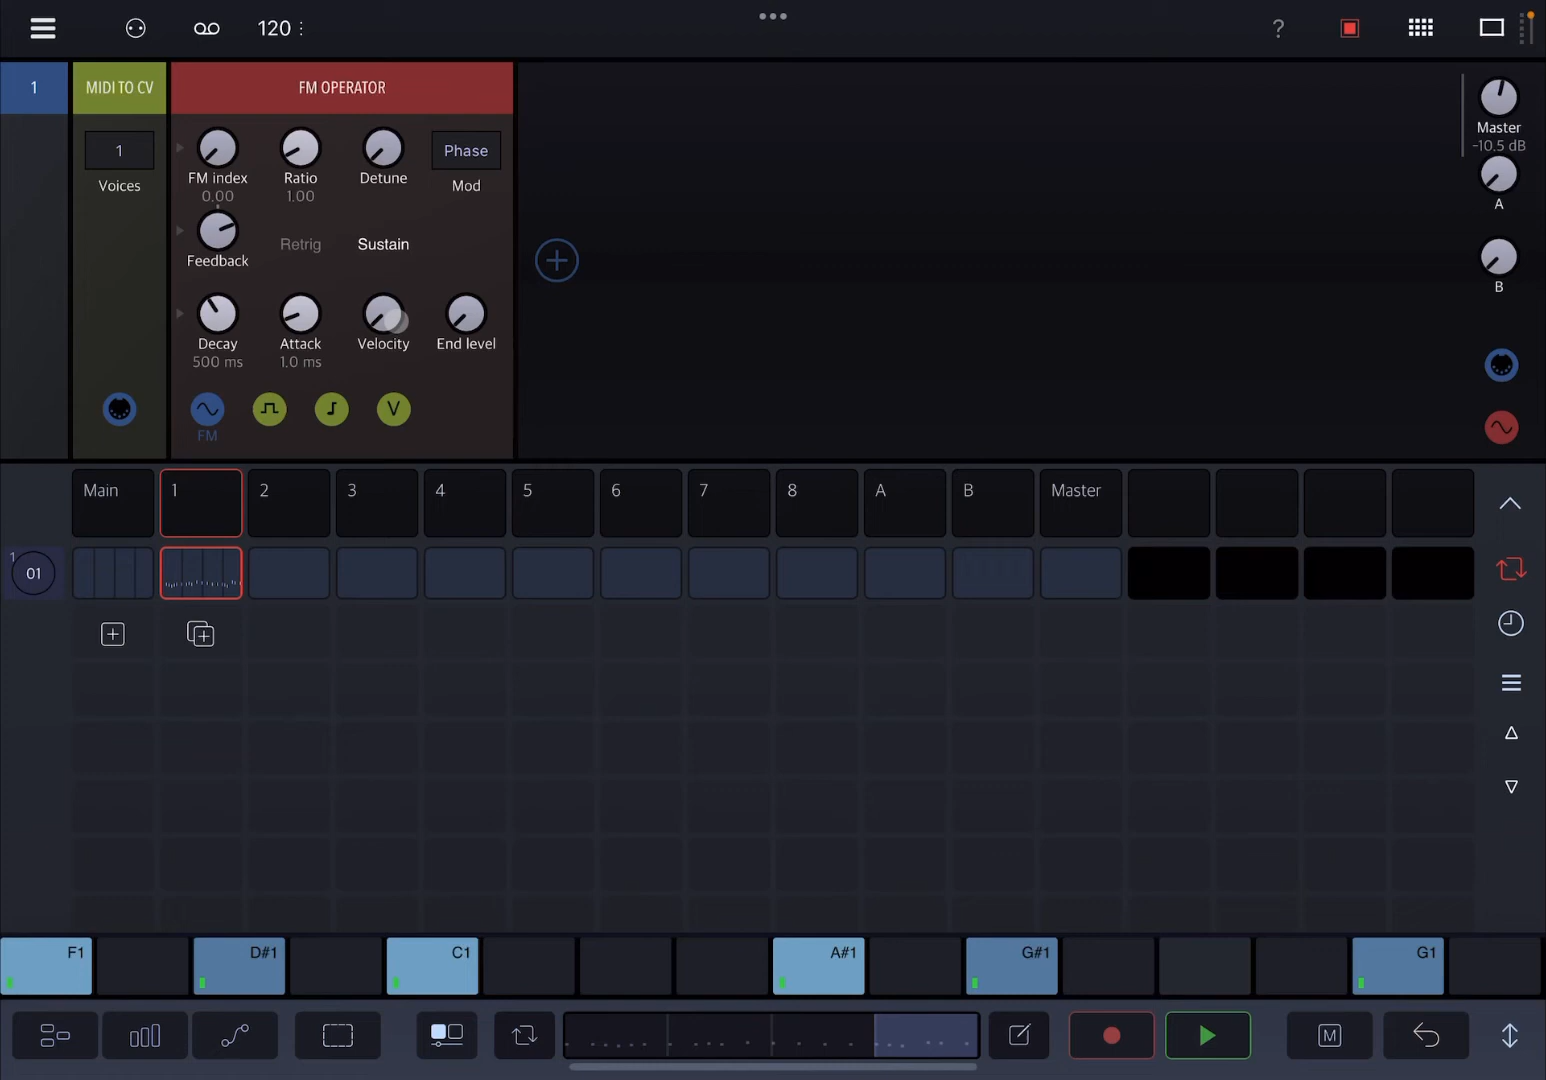 120
?
1
MIDI TO CV
FM OPERATOR
1
Voices
FM index
0.00
Ratio
1.00
Detune
Phase
Mod
Feedback
Retrig
Sustain
Decay
500 ms
Attack
1.0 ms
Velocity
End level
V
FM
Master
-10.5 dB
A
B
Main
1
2
3
4
5
6
7
8
A
B
Master
1
01
F1
D#1
C1
A#1
G#1
G1
M